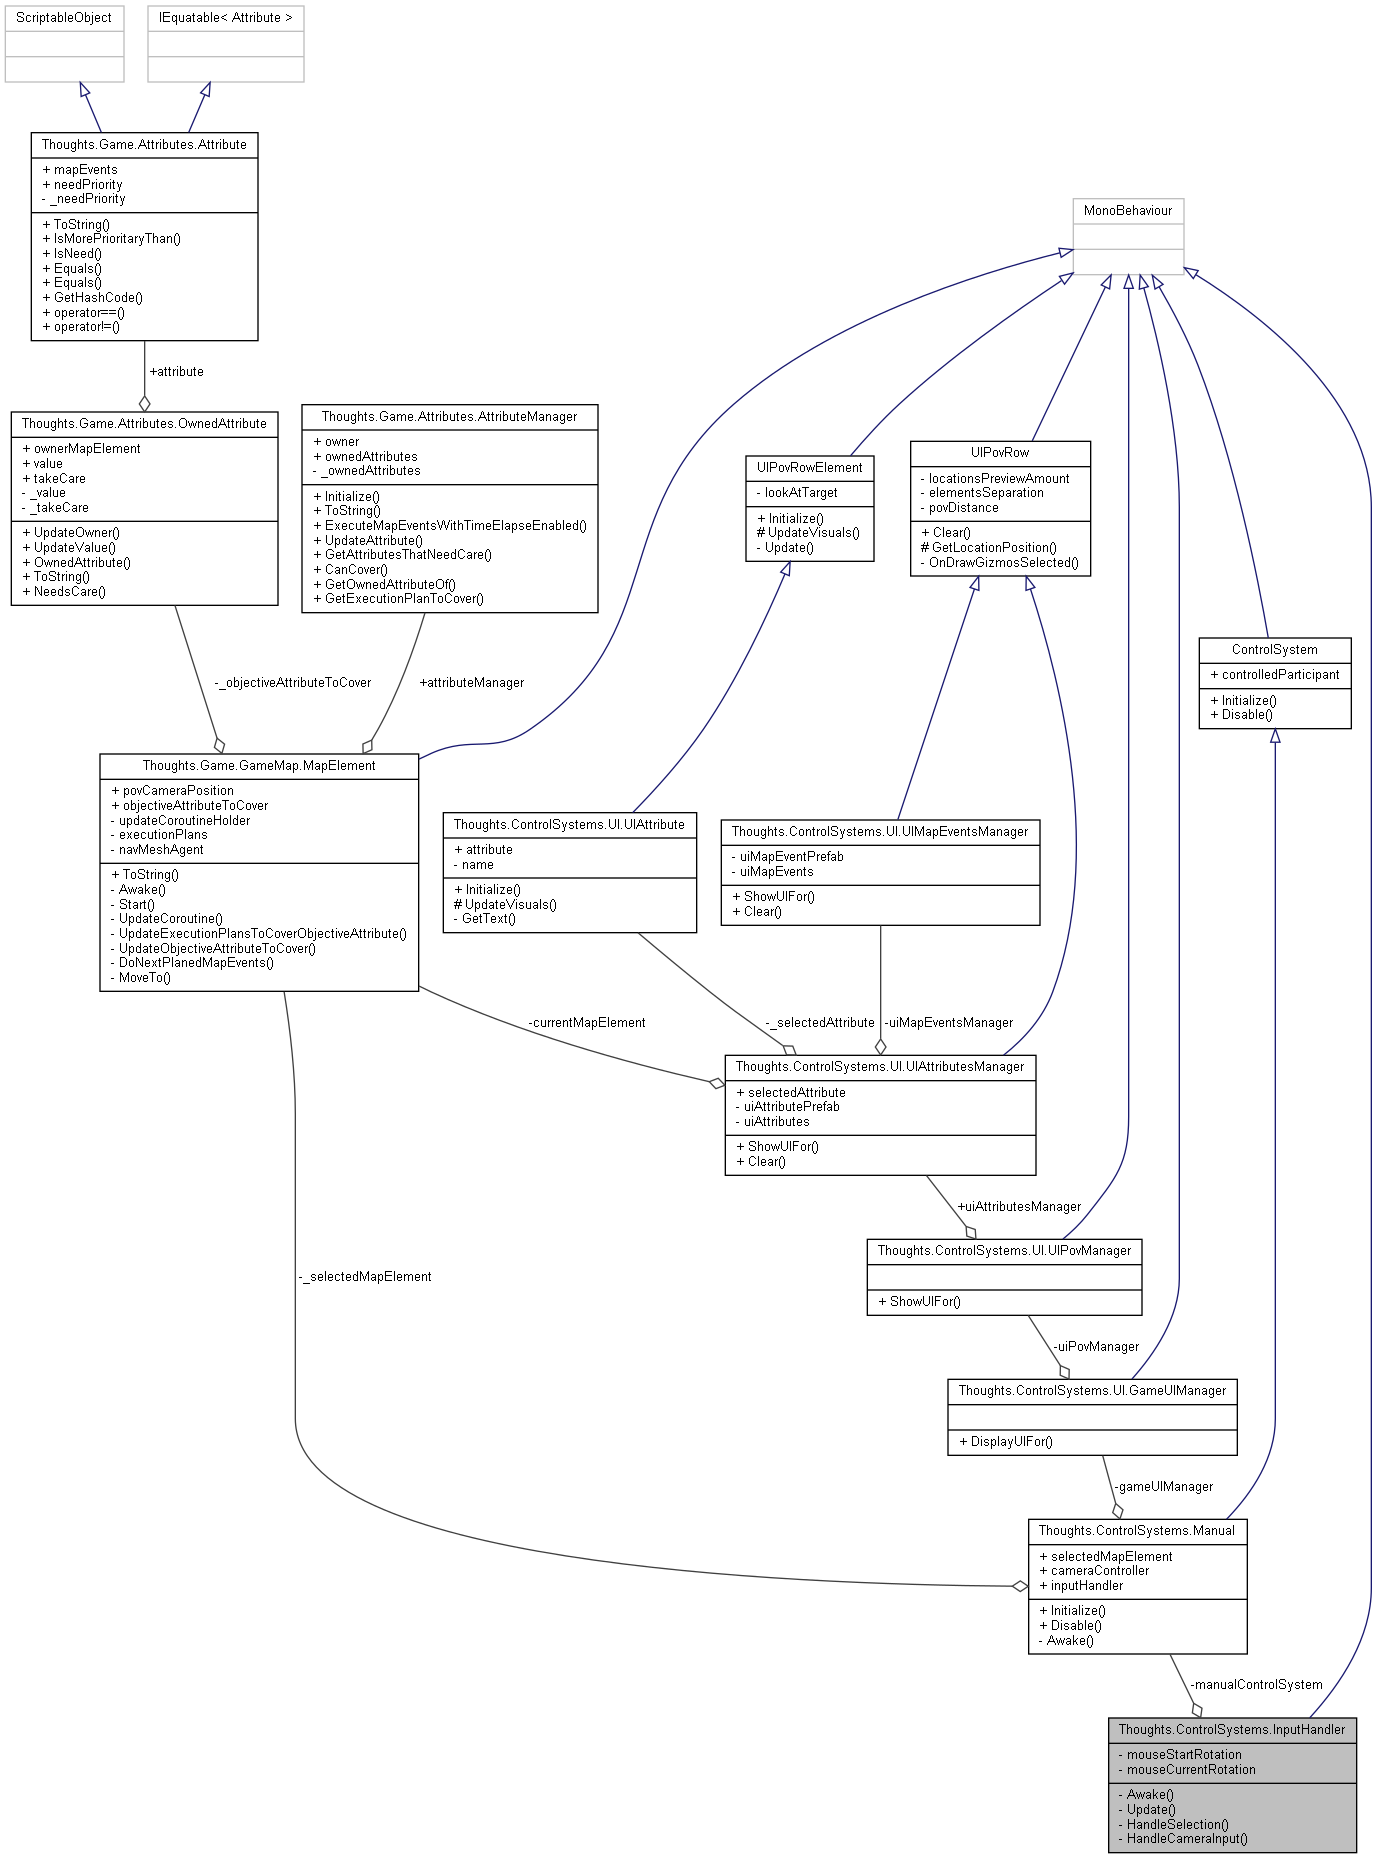 ScriptableObject
IEquatable< Attribute >
Thoughts.Game.Attributes.Attribute
+ mapEvents
+ needPriority
- _needPriority
+ ToString()
+ IsMorePrioritaryThan()
+ IsNeed()
+ Equals()
+ Equals()
+ GetHashCode()
+ operator==()
+ operator!=()
MonoBehaviour
+attribute
Thoughts.Game.Attributes.OwnedAttribute
+ ownerMapElement
+ value
+ takeCare
- _value
- _takeCare
+ UpdateOwner()
+ UpdateValue()
+ OwnedAttribute()
+ ToString()
+ NeedsCare()
Thoughts.Game.Attributes.AttributeManager
+ owner
+ ownedAttributes
- _ownedAttributes
+ Initialize()
+ ToString()
+ ExecuteMapEventsWithTimeElapseEnabled()
+ UpdateAttribute()
+ GetAttributesThatNeedCare()
+ CanCover()
+ GetOwnedAttributeOf()
+ GetExecutionPlanToCover()
UIPovRowElement
- lookAtTarget
+ Initialize()
# UpdateVisuals()
- Update()
UIPovRow
- locationsPreviewAmount
- elementsSeparation
- povDistance
+ Clear()
# GetLocationPosition()
- OnDrawGizmosSelected()
ControlSystem
+ controlledParticipant
+ Initialize()
+ Disable()
-_objectiveAttributeToCover
+attributeManager
Thoughts.Game.GameMap.MapElement
+ povCameraPosition
+ objectiveAttributeToCover
- updateCoroutineHolder
- executionPlans
- navMeshAgent
+ ToString()
- Awake()
- Start()
- UpdateCoroutine()
- UpdateExecutionPlansToCoverObjectiveAttribute()
- UpdateObjectiveAttributeToCover()
- DoNextPlanedMapEvents()
- MoveTo()
Thoughts.ControlSystems.UI.UIAttribute
+ attribute
- name
+ Initialize()
# UpdateVisuals()
- GetText()
Thoughts.ControlSystems.UI.UIMapEventsManager
- uiMapEventPrefab
- uiMapEvents
+ ShowUIFor()
+ Clear()
-currentMapElement
-_selectedAttribute
-uiMapEventsManager
Thoughts.ControlSystems.UI.UIAttributesManager
+ selectedAttribute
- uiAttributePrefab
- uiAttributes
+ ShowUIFor()
+ Clear()
+uiAttributesManager
Thoughts.ControlSystems.UI.UIPovManager
+ ShowUIFor()
-_selectedMapElement
-uiPovManager
Thoughts.ControlSystems.UI.GameUIManager
+ DisplayUIFor()
-gameUIManager
Thoughts.ControlSystems.Manual
+ selectedMapElement
+ cameraController
+ inputHandler
+ Initialize()
+ Disable()
- Awake()
-manualControlSystem
Thoughts.ControlSystems.InputHandler
- mouseStartRotation
- mouseCurrentRotation
- Awake()
- Update()
- HandleSelection()
- HandleCameraInput()